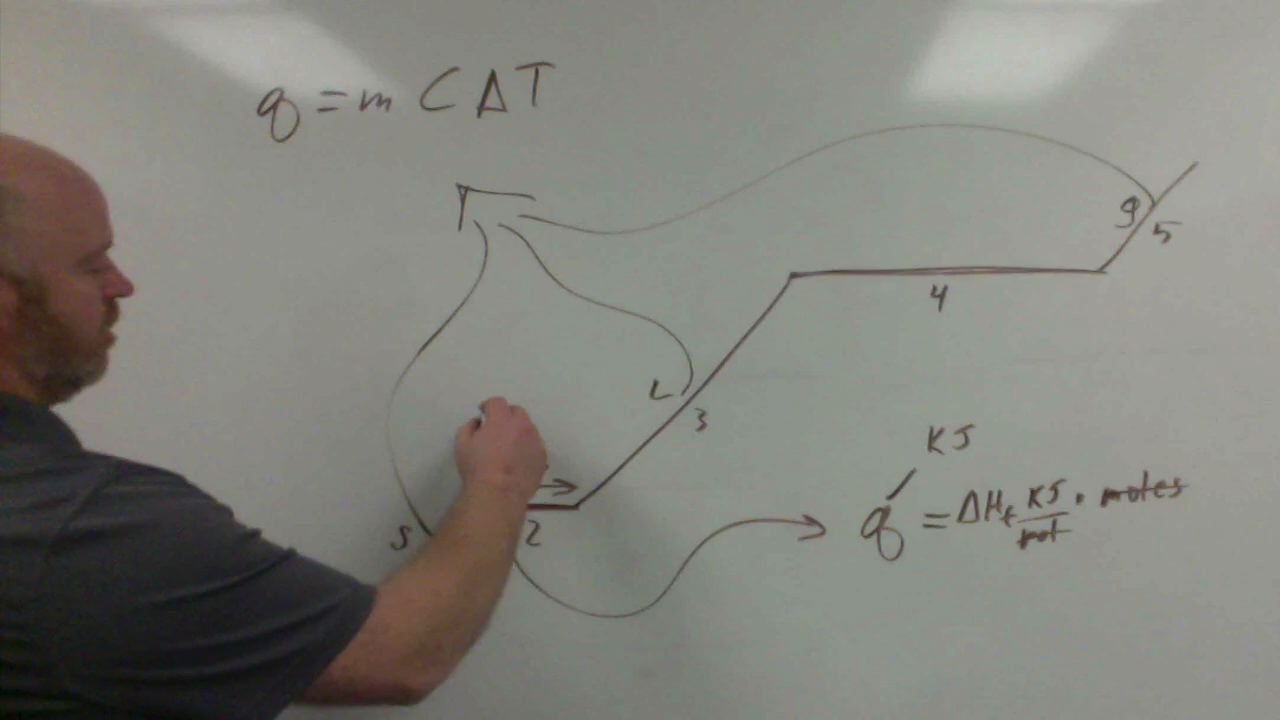 q = m C Δ T
g
5
4
L
3
KJ
q = ΔHf KJ/mol · moles
S
2